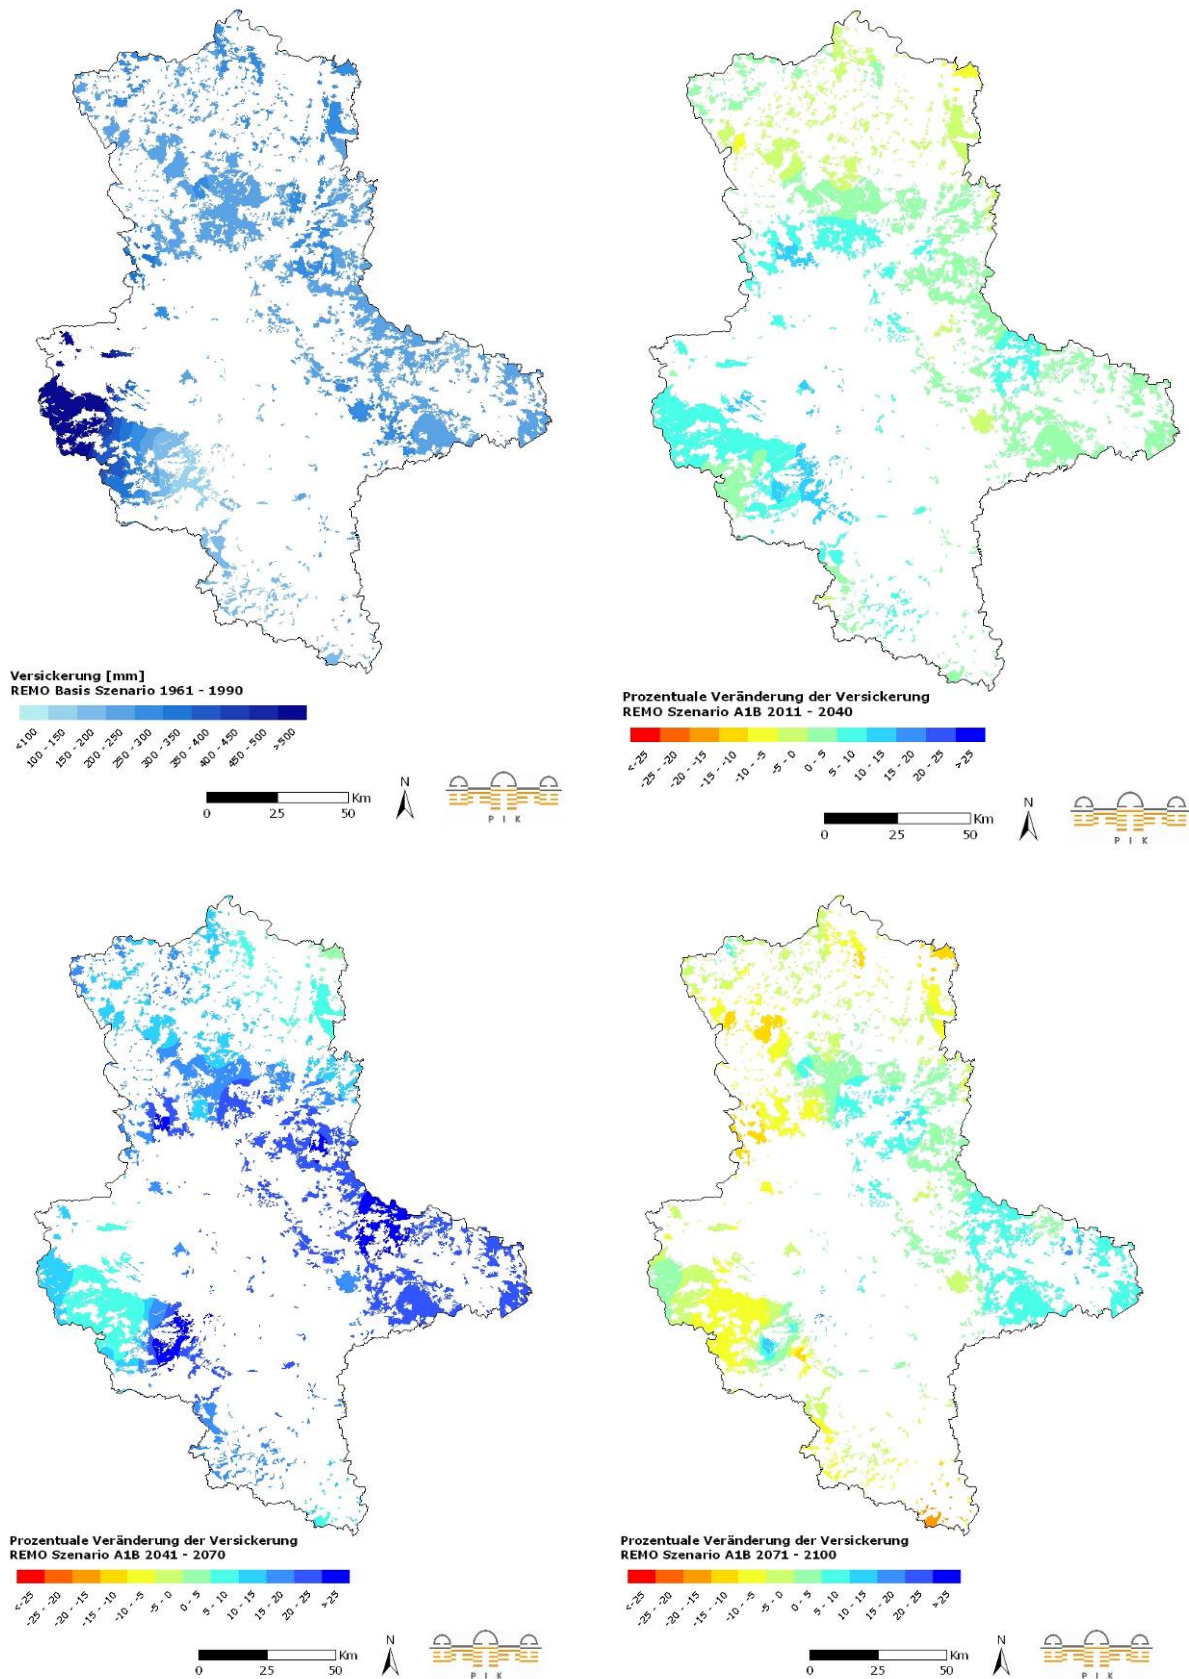 Versickerung [mm]
REMO Basis Szenario 1961 - 1990
<100
100 - 150
150 - 200
200 - 250
250 - 300
300 - 350
350 - 400
400 - 450
450 - 500
>500
N
Km
0 25 50
P I K
Prozentuale Veränderung der Versickerung
REMO Szenario A1B 2011 - 2040
<-25
-25 - -20
-20 - -15
-15 - -10
-10 - -5
-5 - 0
0 - 5
5 - 10
10 - 15
15 - 20
20 - 25
>25
N
Km
0 25 50
P I K
Prozentuale Veränderung der Versickerung
REMO Szenario A1B 2041 - 2070
<-25
-25 - -20
-20 - -15
-15 - -10
-10 - -5
-5 - 0
0 - 5
5 - 10
10 - 15
15 - 20
20 - 25
>25
N
Km
0 25 50
P I K
Prozentuale Veränderung der Versickerung
REMO Szenario A1B 2071 - 2100
<-25
-25 - -20
-20 - -15
-15 - -10
-10 - -5
-5 - 0
0 - 5
5 - 10
10 - 15
15 - 20
20 - 25
>25
N
Km
0 25 50
P I K